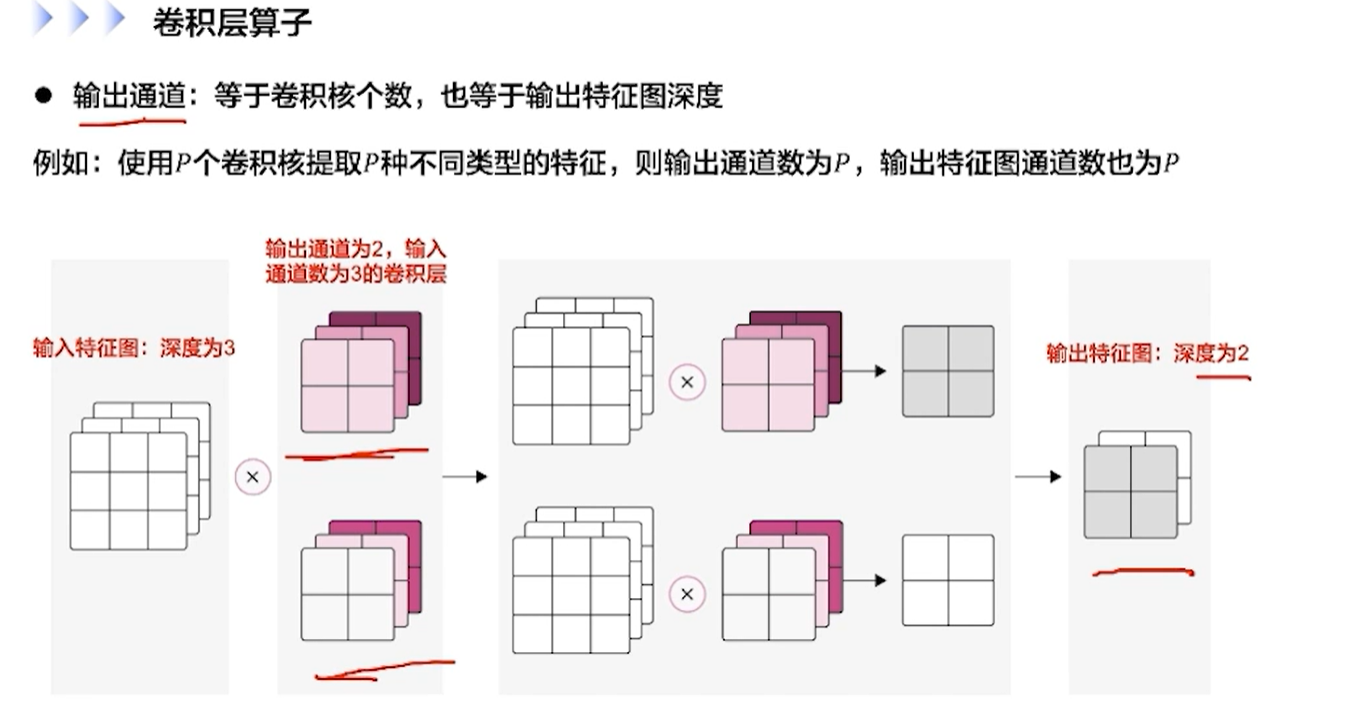 卷积层算子
● 输出通道：等于卷积核个数，也等于输出特征图深度
例如：使用P个卷积核提取P种不同类型的特征，则输出通道数为P，输出特征图通道数也为P
输出通道为2，输入
通道数为3的卷积层
输入特征图：深度为3
输出特征图：深度为2